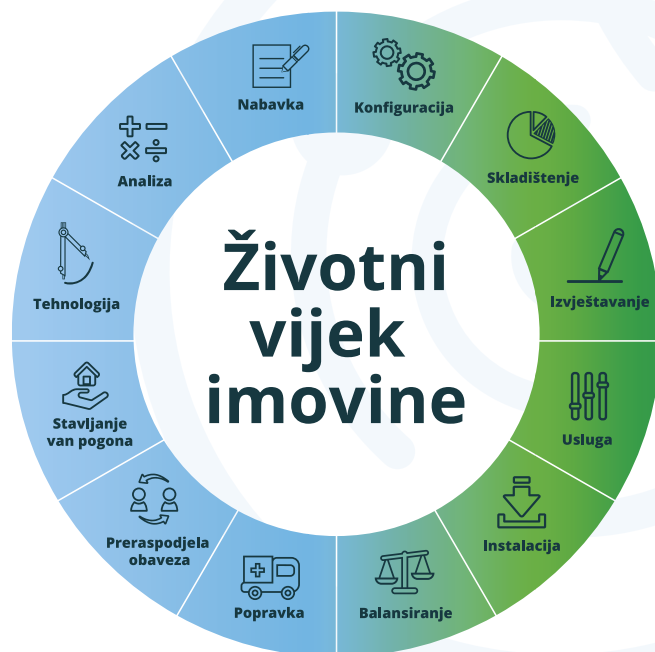 Životni
vijek
imovine
Konfiguracija
Skladištenje
Izvještavanje
Usluga
Instalacija
Balansiranje
Popravka
Preraspodjela
obaveza
Stavljanje
van pogona
Tehnologija
Analiza
Nabavka